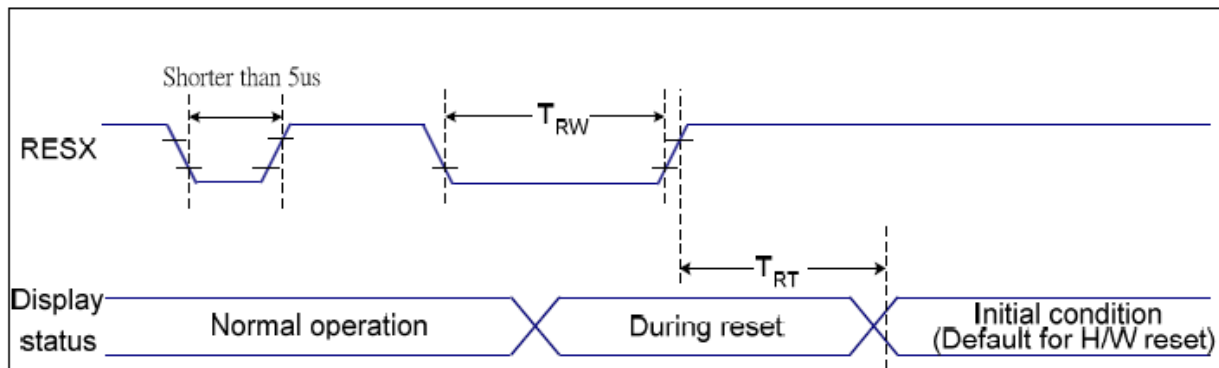 Shorter than 5us
RESX
TRW
TRT
Display
status
Normal operation
During reset
Initial condition
(Default for H/W reset)